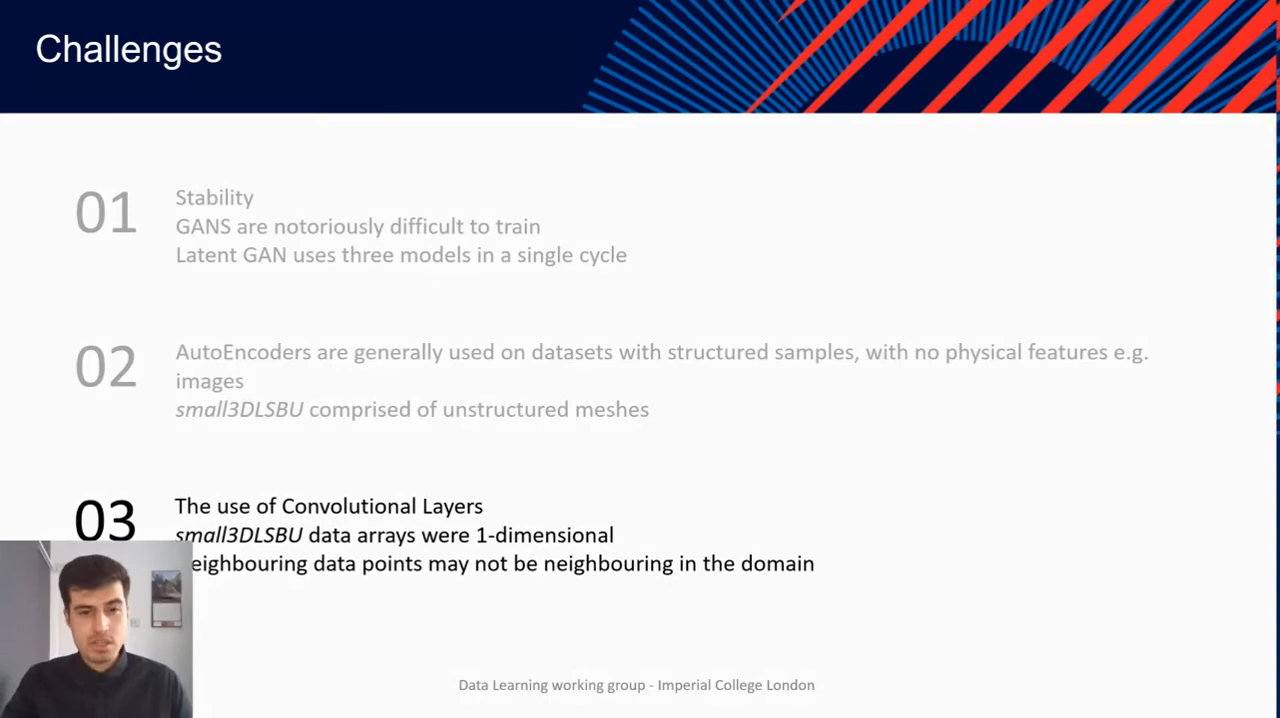 Challenges
01
Stability
GANS are notoriously difficult to train
Latent GAN uses three models in a single cycle
02
AutoEncoders are generally used on datasets with structured samples, with no physical features e.g.
images
small3DLSBU comprised of unstructured meshes
03
The use of Convolutional Layers
small3DLSBU data arrays were 1-dimensional
eighbouring data points may not be neighbouring in the domain
Data Learning working group - Imperial College London